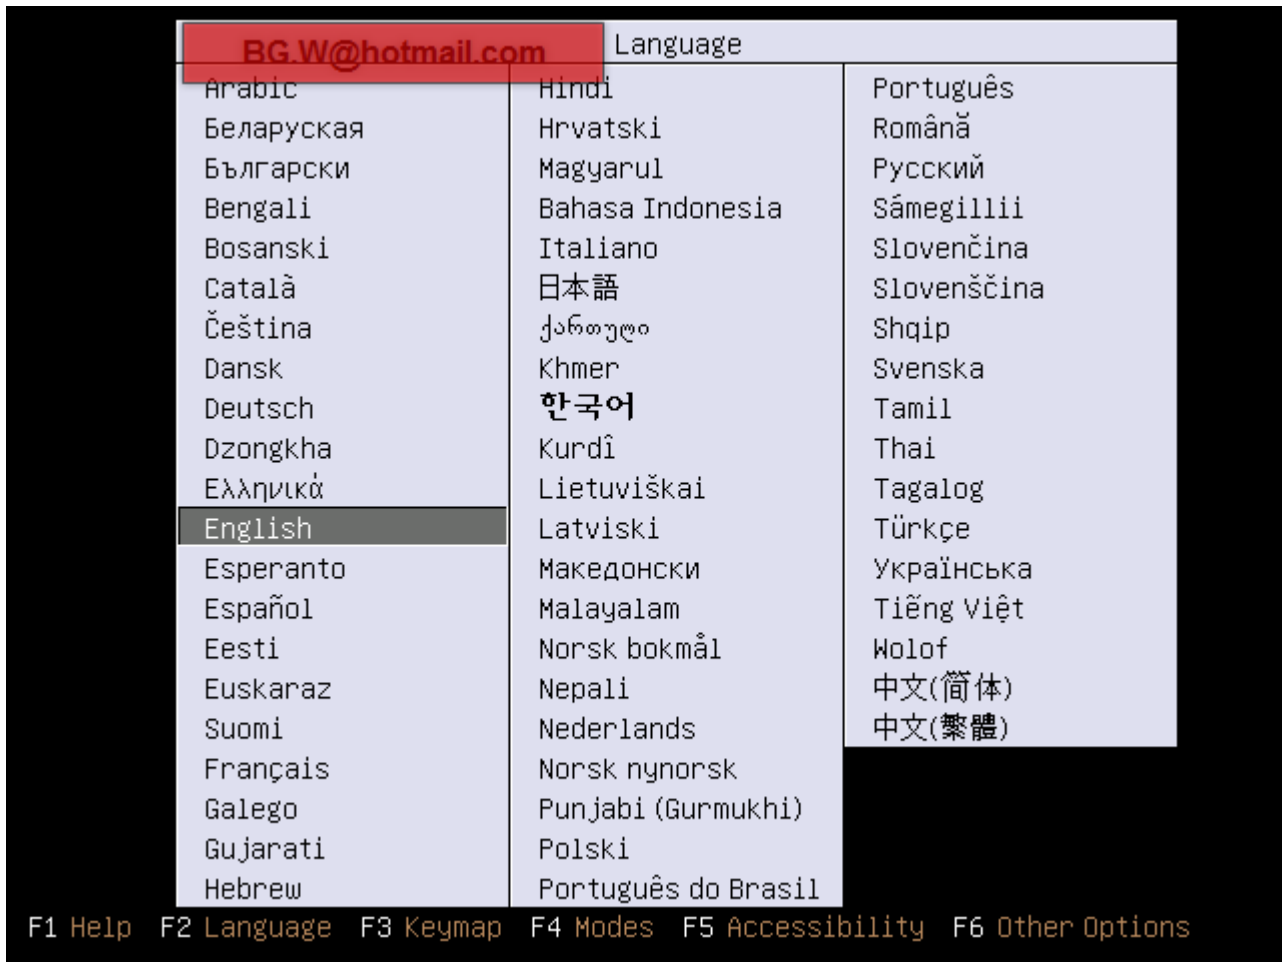 BG.W@hotmail.com
Language
Arabic
Беларуская
Български
Bengali
Bosanski
Català
Čeština
Dansk
Deutsch
Dzongkha
Ελληνικά
English
Esperanto
Español
Eesti
Euskaraz
Suomi
Français
Galego
Gujarati
Hebrew
Hindi
Hrvatski
Magyarul
Bahasa Indonesia
Italiano
日本語
ქართული
Khmer
한국어
Kurdî
Lietuviškai
Latviski
Македонски
Malayalam
Norsk bokmål
Nepali
Nederlands
Norsk nynorsk
Punjabi (Gurmukhi)
Polski
Português do Brasil
Português
Română
Русский
Sámegillii
Slovenčina
Slovenščina
Shqip
Svenska
Tamil
Thai
Tagalog
Türkçe
Українська
Tiếng Việt
Wolof
中文(简体)
中文(繁體)
F1 Help F2 Language F3 Keymap F4 Modes F5 Accessibility F6 Other Options